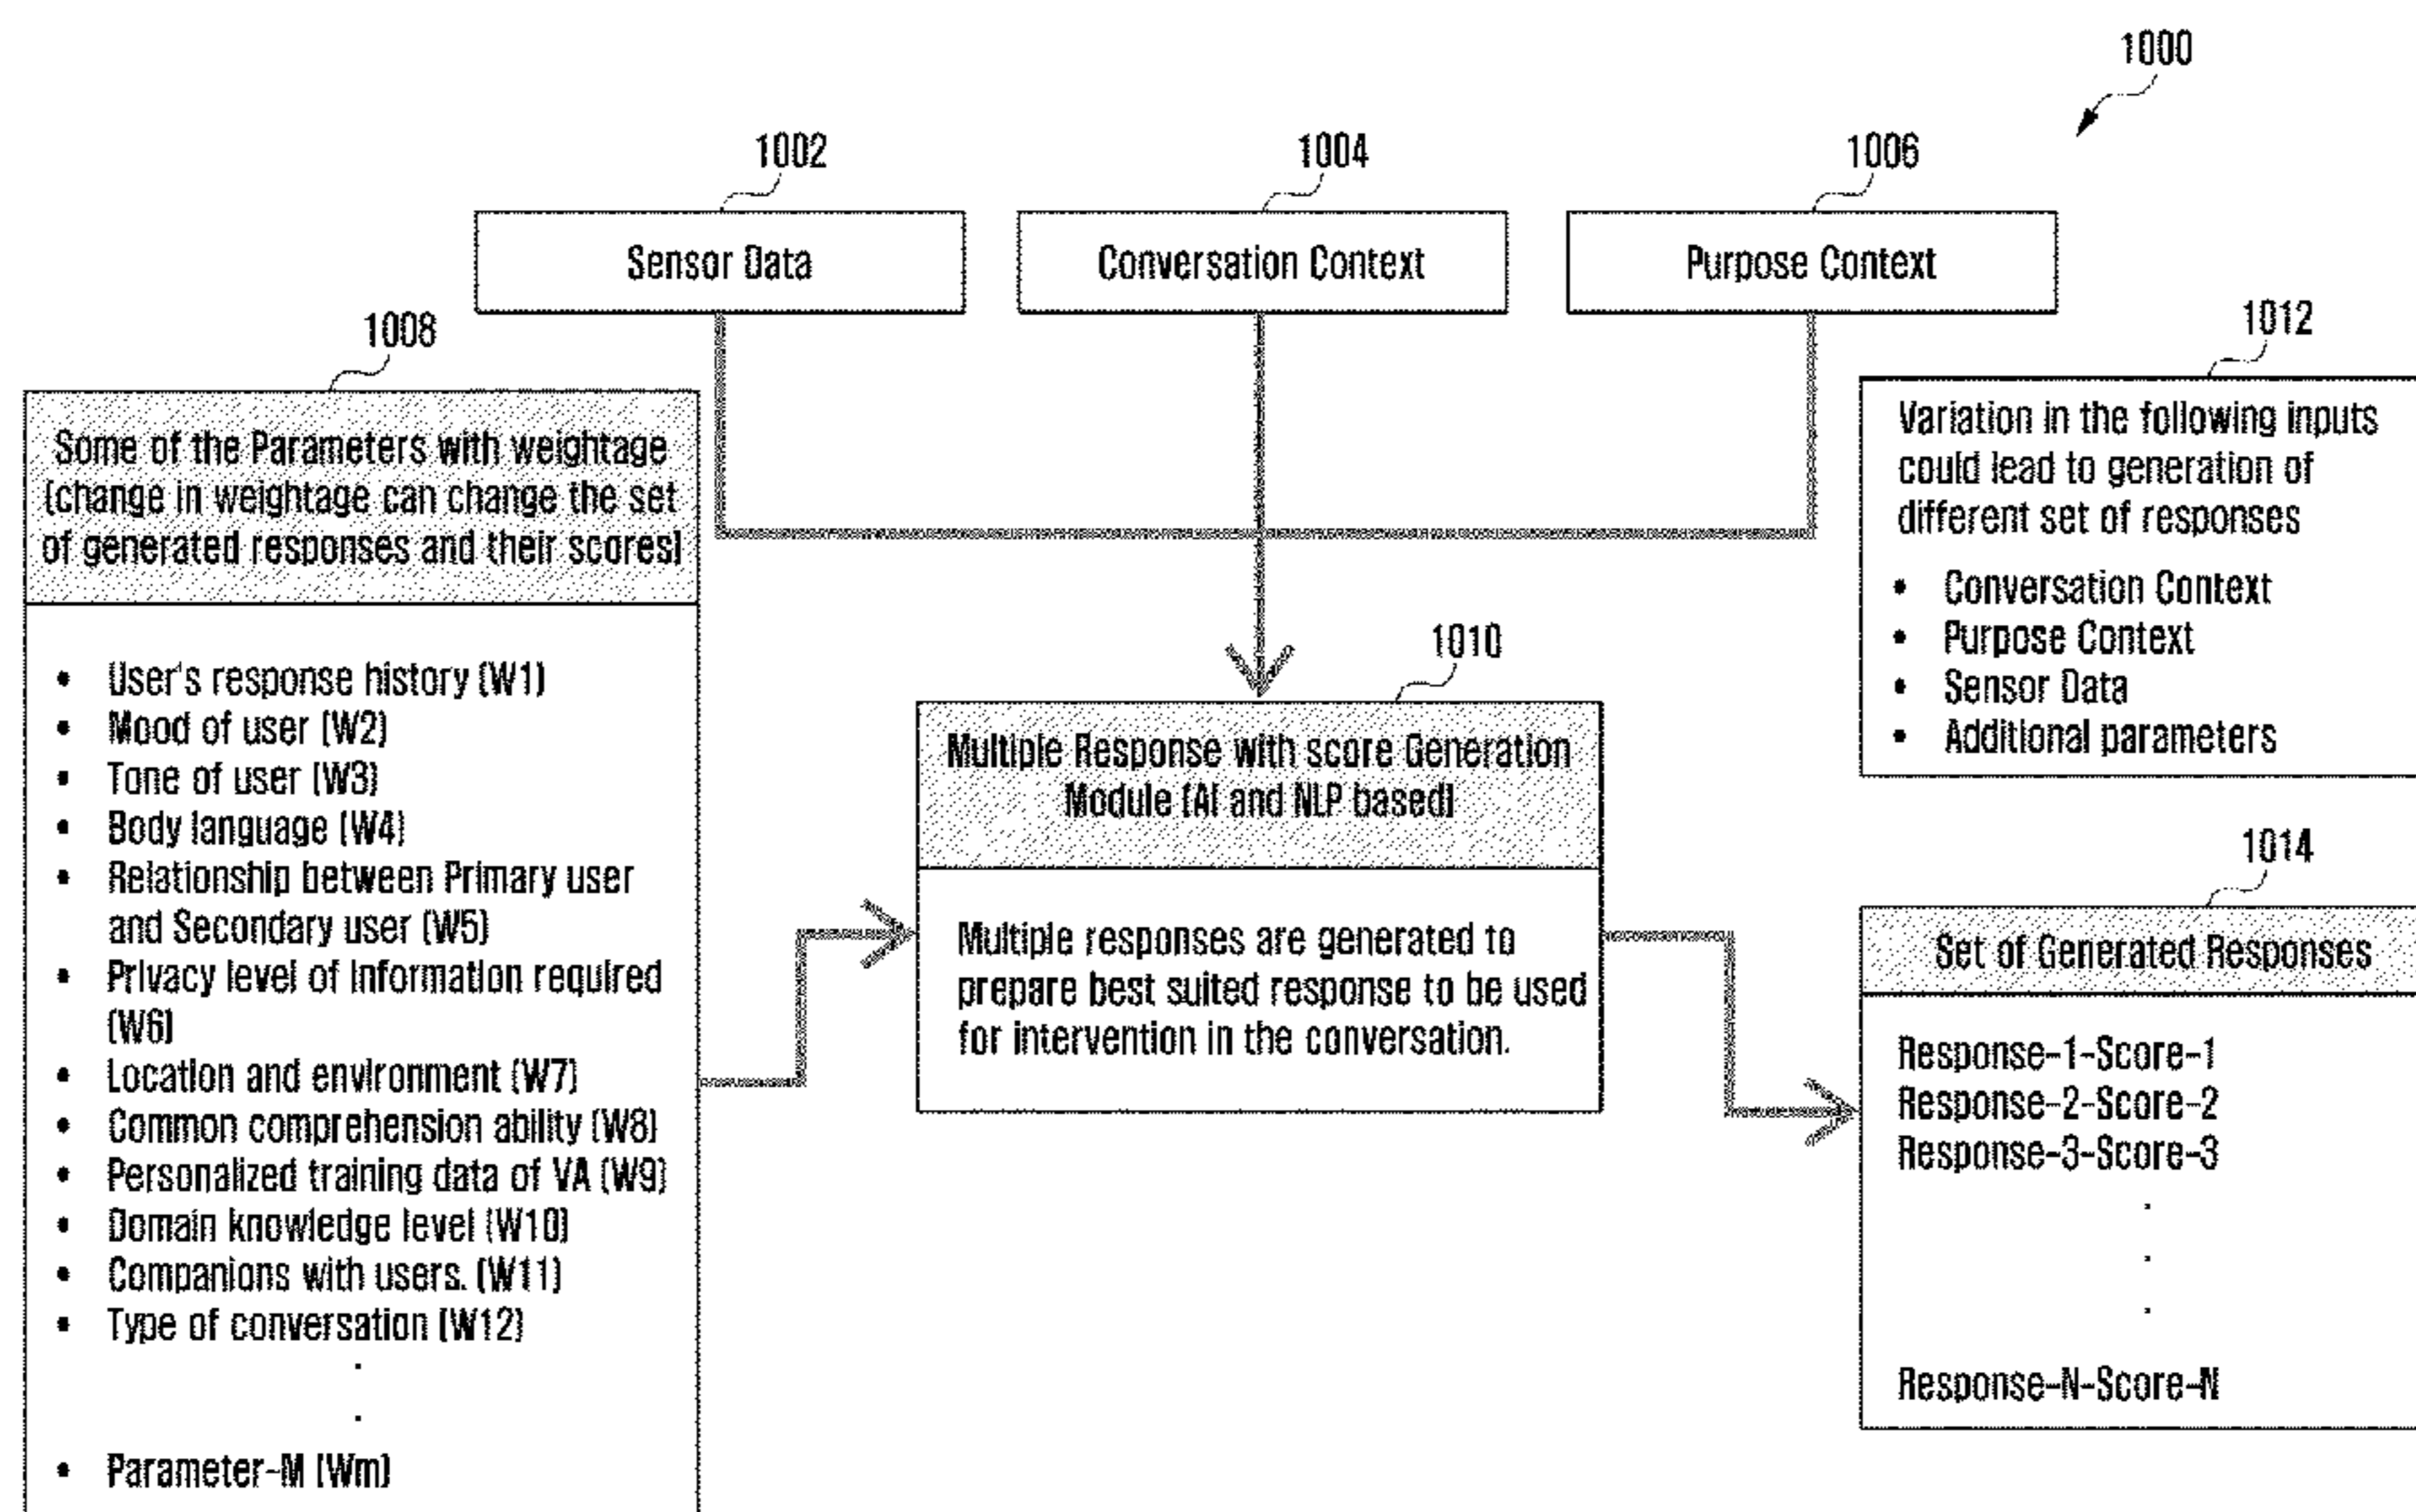 1000
1002
1004
1006
Sensor Data
Conversation Context
Purpose Context
1008
Some of the Parameters with weightage
(change in weightage can change the set
of generated responses and their scores)
• User's response history (W1)
• Mood of user (W2)
• Tone of user (W3)
• Body language (W4)
• Relationship between Primary user
and Secondary user (W5)
• Privacy level of Information required
(W6)
• Location and environment (W7)
• Common comprehension ability (W8)
• Personalized training data of VA (W9)
• Domain knowledge level (W10)
• Companions with users. (W11)
• Type of conversation (W12)
.
.
• Parameter-M (Wm)
1010
Multiple Response with score Generation
Module (AI and NLP based)
Multiple responses are generated to
prepare best suited response to be used
for intervention in the conversation.
1012
Variation in the following inputs
could lead to generation of
different set of responses
• Conversation Context
• Purpose Context
• Sensor Data
• Additional parameters
1014
Set of Generated Responses
Response-1-Score-1
Response-2-Score-2
Response-3-Score-3
.
.
.
Response-N-Score-N